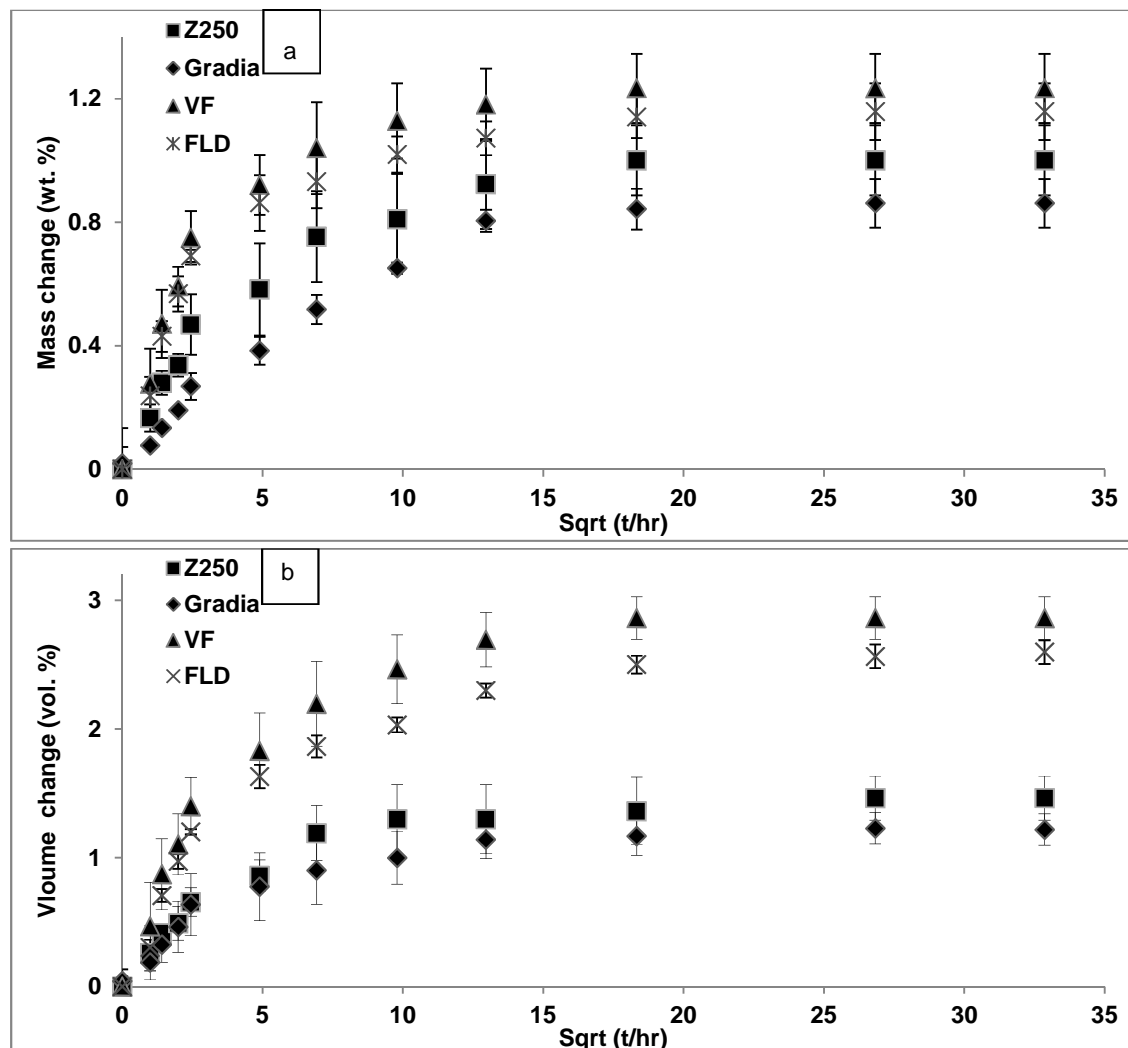 Z250
a
Gradia
VF
FLD
1.2
0.8
0.4
0
Mass change (wt. %)
0 5 10 15 20 25 30 35
Sqrt (t/hr)
Z250
b
Gradia
VF
FLD
3
2
1
0
Vloume change (vol. %)
0 5 10 15 20 25 30 35
Sqrt (t/hr)